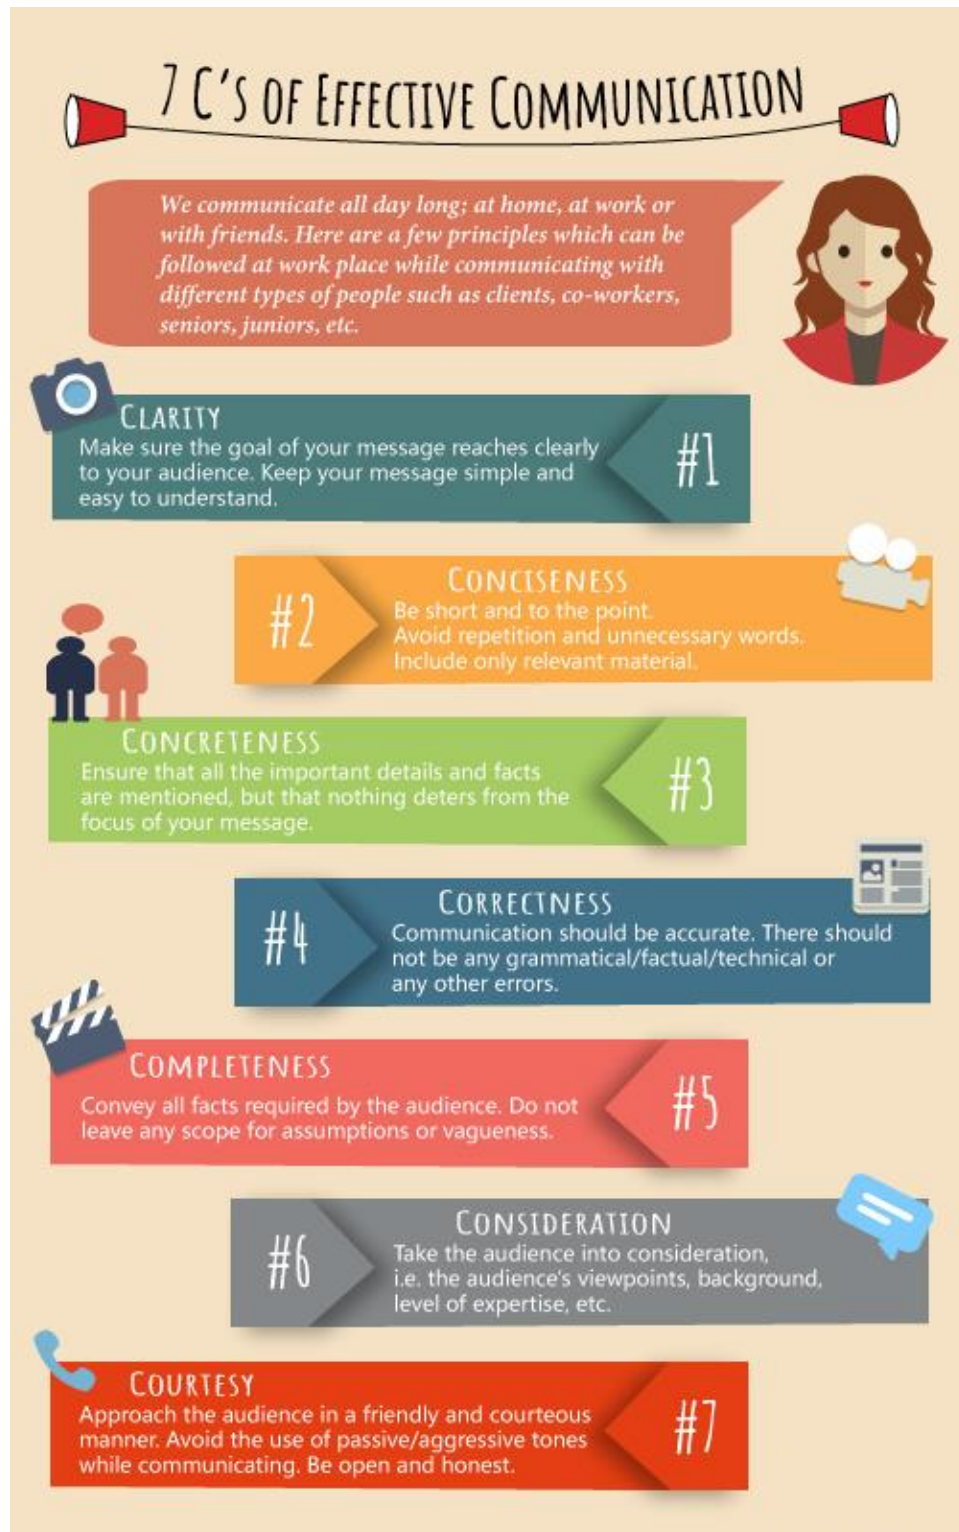 7 C's of Effective Communication
We communicate all day long; at home, at work or
with friends. Here are a few principles which can be
followed at work place while communicating with
different types of people such as clients, co-workers,
seniors, juniors, etc.
Clarity
Make sure the goal of your message reaches clearly
to your audience. Keep your message simple and
easy to understand.
#1
Conciseness
#2
Be short and to the point.
Avoid repetition and unnecessary words.
Include only relevant material.
Concreteness
Ensure that all the important details and facts
are mentioned, but that nothing deters from the
focus of your message.
#3
Correctness
#4
Communication should be accurate. There should
not be any grammatical/factual/technical or
any other errors.
Completeness
Convey all facts required by the audience. Do not
leave any scope for assumptions or vagueness.
#5
Consideration
#6
Take the audience into consideration,
i.e. the audience's viewpoints, background,
level of expertise, etc.
Courtesy
Approach the audience in a friendly and courteous
manner. Avoid the use of passive/aggressive tones
while communicating. Be open and honest.
#7